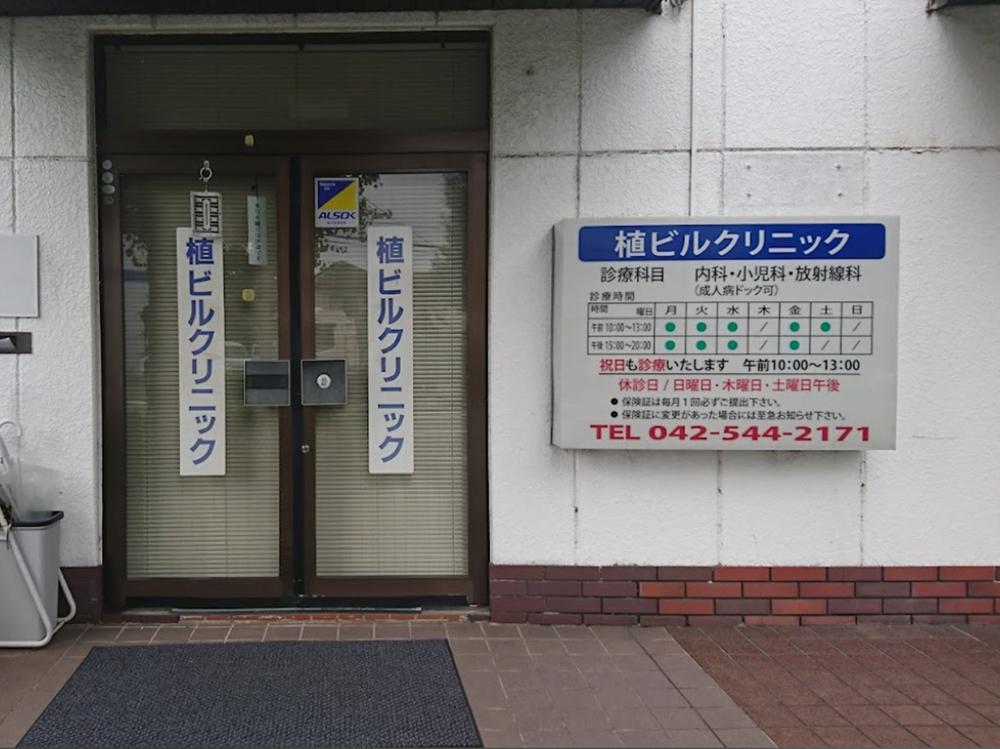 植ビルクリニック
ALSOK
植ビルクリニック
植ビルクリニック
診療科目 内科・小児科・放射線科
(成人病ドック可)
診療時間
時間 曜日 月 火 水 木 金 土 日
午前 10:00〜13:00 ● ● ● / ● ● /
午後 15:00〜20:00 ● ● ● / ● / /
祝日も診療いたします 午前10:00〜13:00
休診日 / 日曜日・木曜日・土曜日午後
● 保険証は毎月1回必ずご提出下さい。
● 保険証に変更があった場合には至急お知らせ下さい。
TEL 042-544-2171